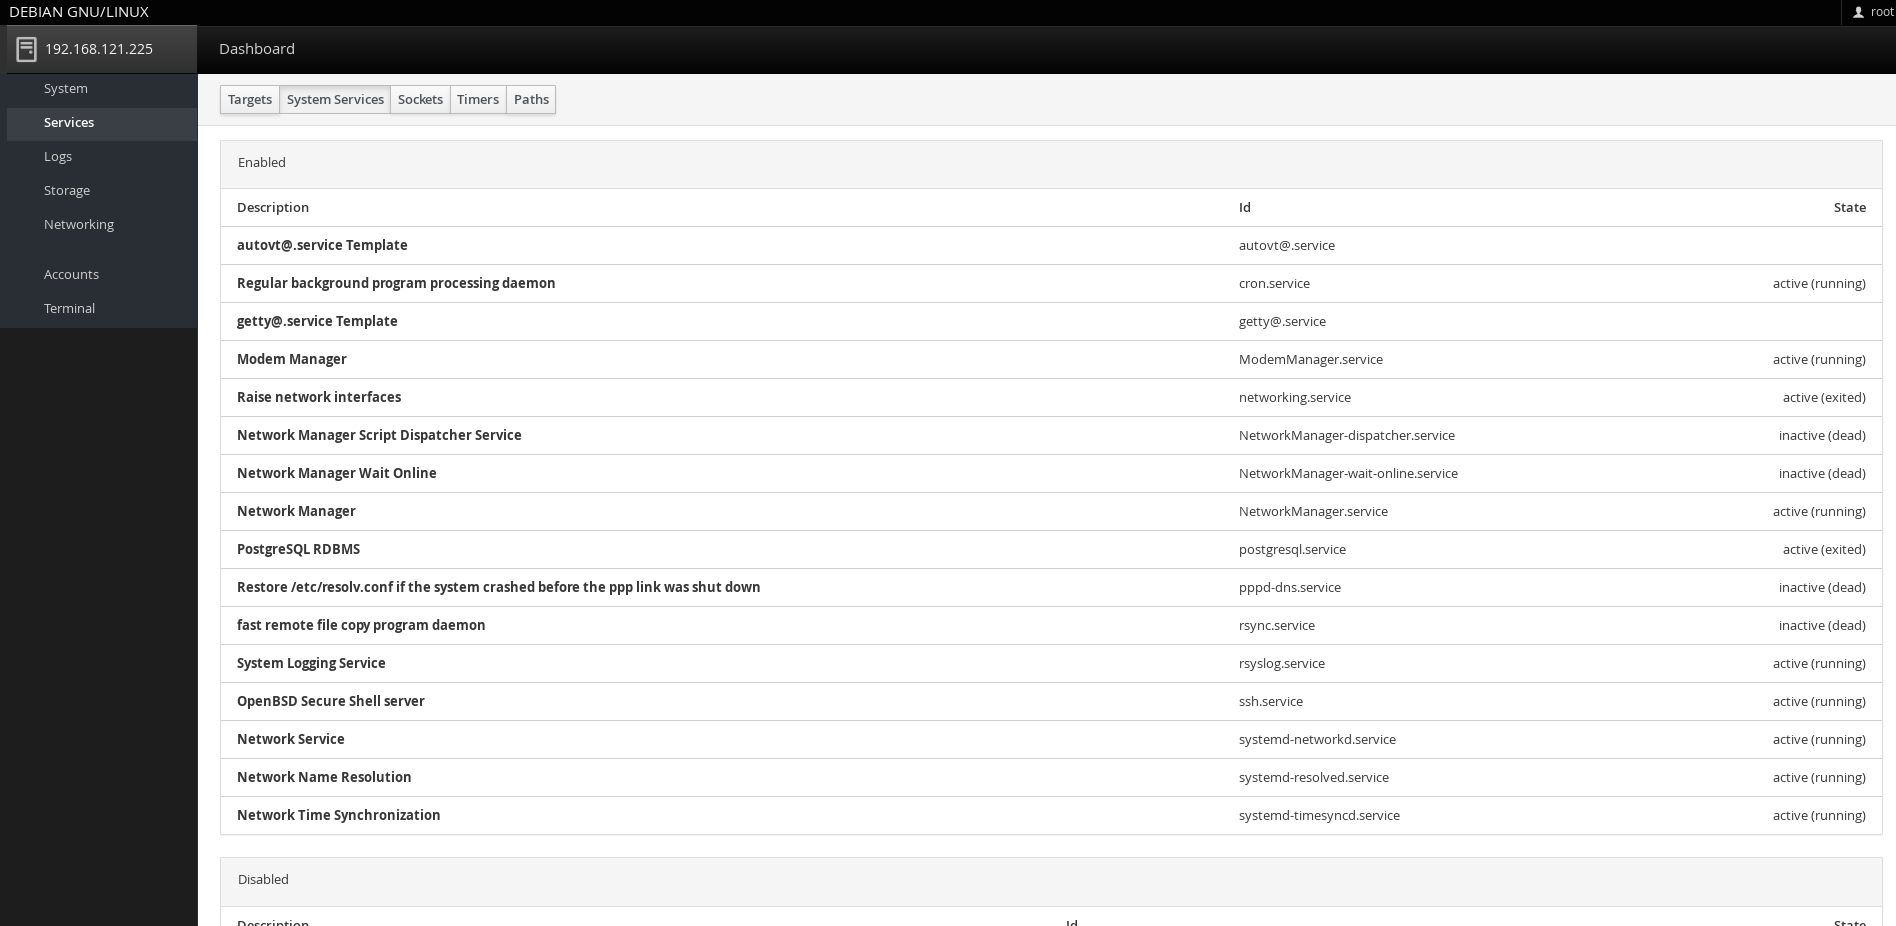 DEBIAN GNU/LINUX root
192.168.121.225 Dashboard
System
Services
Logs
Storage
Networking
Accounts
Terminal
Targets System Services Sockets Timers Paths
Enabled
Description Id State
autovt@.service Template autovt@.service
Regular background program processing daemon cron.service active (running)
getty@.service Template getty@.service
Modem Manager ModemManager.service active (running)
Raise network interfaces networking.service active (exited)
Network Manager Script Dispatcher Service NetworkManager-dispatcher.service inactive (dead)
Network Manager Wait Online NetworkManager-wait-online.service inactive (dead)
Network Manager NetworkManager.service active (running)
PostgreSQL RDBMS postgresql.service active (exited)
Restore /etc/resolv.conf if the system crashed before the ppp link was shut down pppd-dns.service inactive (dead)
fast remote file copy program daemon rsync.service inactive (dead)
System Logging Service rsyslog.service active (running)
OpenBSD Secure Shell server ssh.service active (running)
Network Service systemd-networkd.service active (running)
Network Name Resolution systemd-resolved.service active (running)
Network Time Synchronization systemd-timesyncd.service active (running)
Disabled
Description Id State